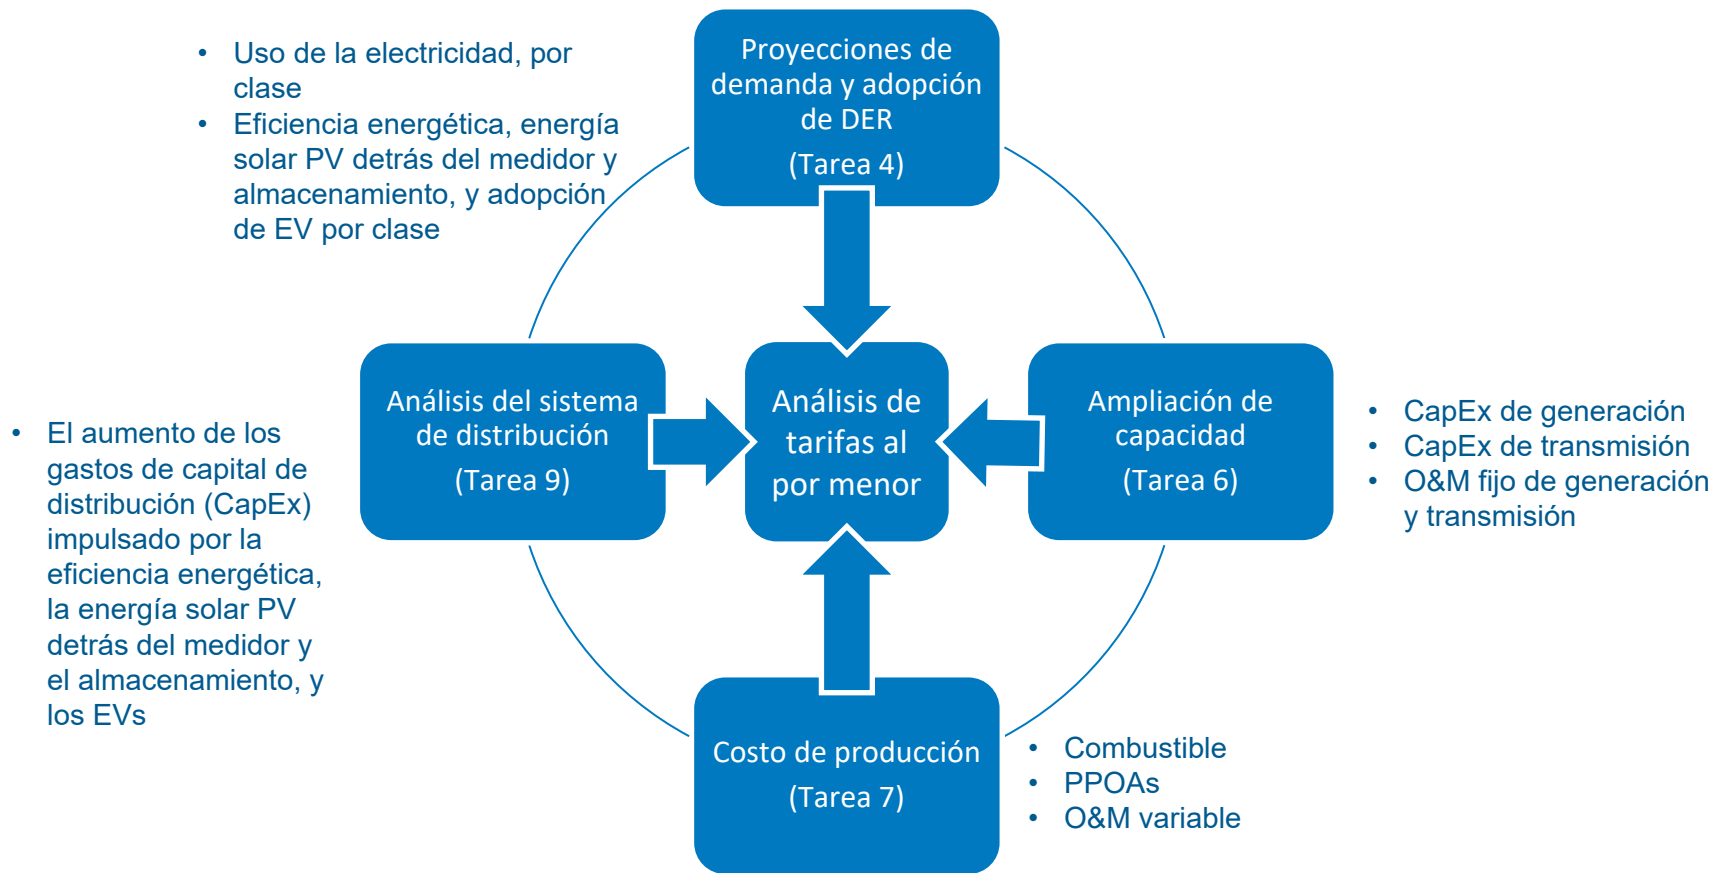 • Uso de la electricidad, por
clase
• Eficiencia energética, energía
solar PV detrás del medidor y
almacenamiento, y adopción
de EV por clase
Proyecciones de
demanda y adopción
de DER
(Tarea 4)
• El aumento de los
gastos de capital de
distribución (CapEx)
impulsado por la
eficiencia energética,
la energía solar PV
detrás del medidor y
el almacenamiento, y
los EVs
Análisis del sistema
de distribución
(Tarea 9)
Análisis de
tarifas al
por menor
Ampliación de
capacidad
(Tarea 6)
• CapEx de generación
• CapEx de transmisión
• O&M fijo de generación
y transmisión
Costo de producción
(Tarea 7)
• Combustible
• PPOAs
• O&M variable